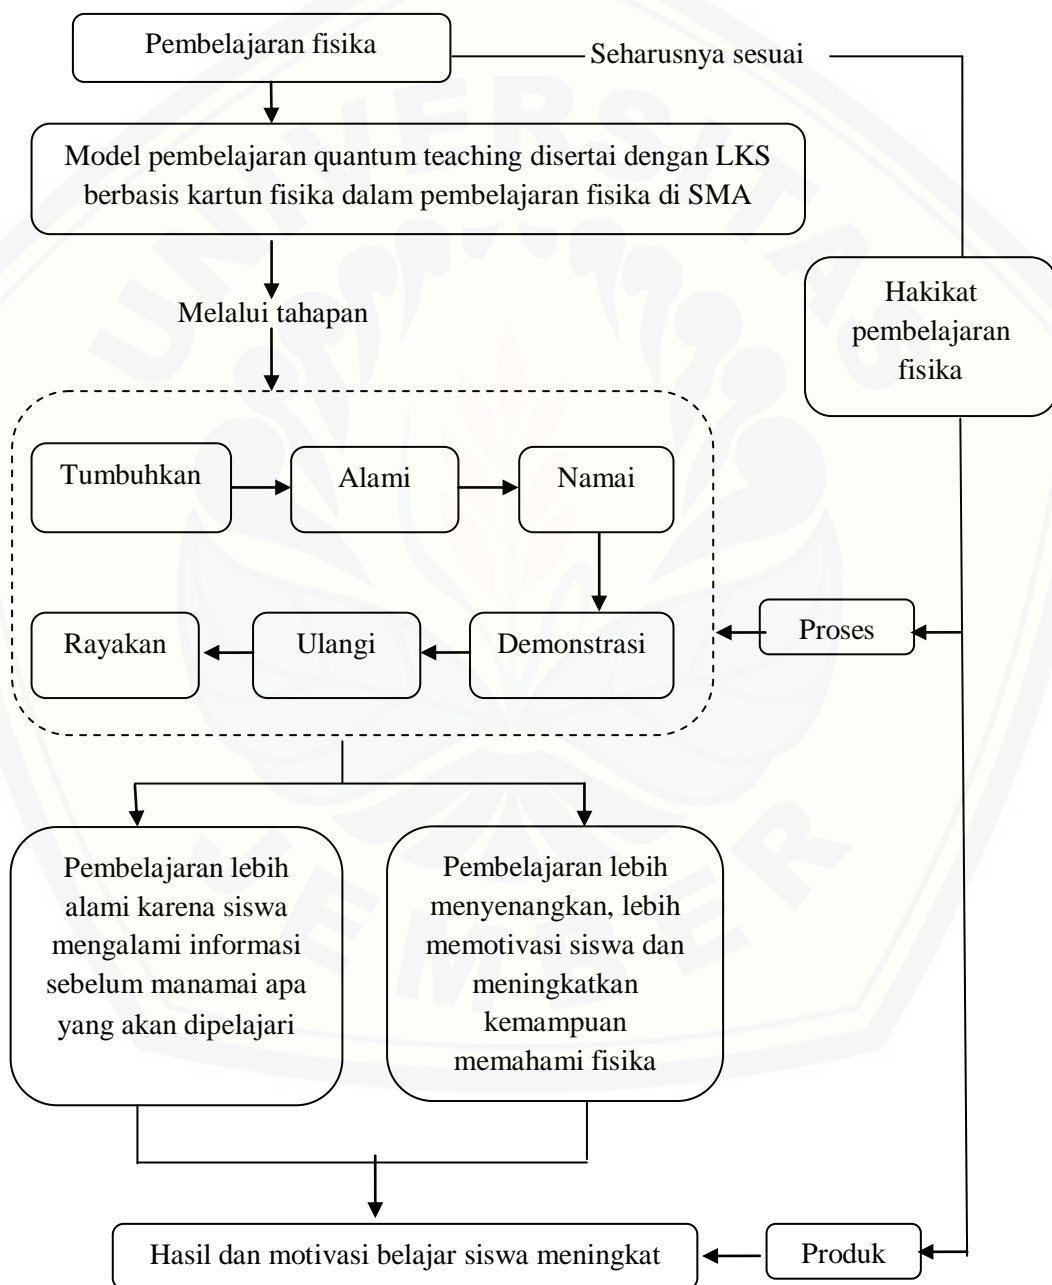 Pembelajaran fisika
Seharusnya sesuai
Model pembelajaran quantum teaching disertai dengan LKS
berbasis kartun fisika dalam pembelajaran fisika di SMA
Hakikat
pembelajaran
fisika
Melalui tahapan
Tumbuhkan
Alami
Namai
Rayakan
Ulangi
Demonstrasi
Proses
Pembelajaran lebih
alami karena siswa
mengalami informasi
sebelum manamai apa
yang akan dipelajari
Pembelajaran lebih
menyenangkan, lebih
memotivasi siswa dan
meningkatkan
kemampuan
memahami fisika
Hasil dan motivasi belajar siswa meningkat
Produk
UNIVERSITAS
JEMBER